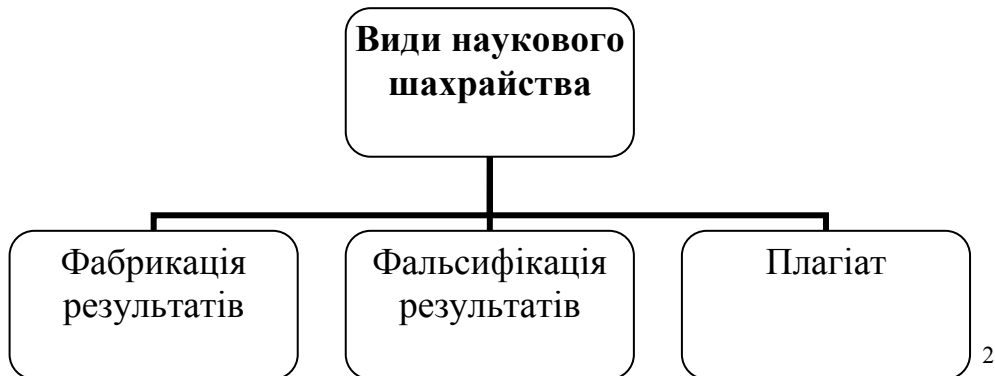 Види наукового
шахрайства
Фабрикація
результатів
Фальсифікація
результатів
Плагіат
2